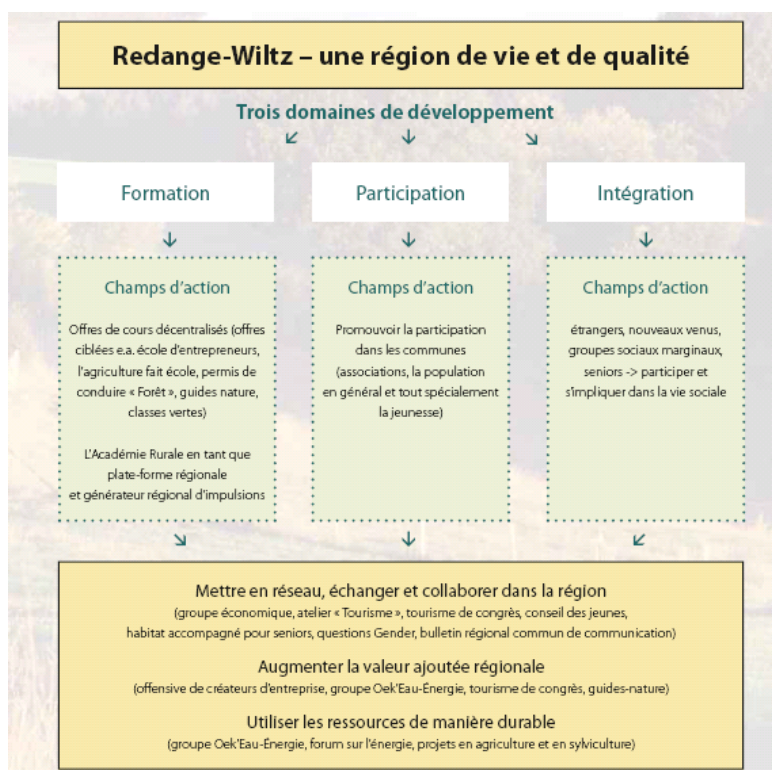 Redange-Wiltz – une région de vie et de qualité
Trois domaines de développement
Formation
Participation
Intégration
Champs d'action
Offres de cours décentralisés (offres
ciblées e.a. école d'entrepreneurs,
l'agriculture fait école, permis de
conduire « Forêt », guides nature,
classes vertes)
L'Académie Rurale en tant que
plate-forme régionale
et générateur régional d'impulsions
Champs d'action
Promouvoir la participation
dans les communes
(associations, la population
en général et tout spécialement
la jeunesse)
Champs d'action
étrangers, nouveaux venus,
groupes sociaux marginaux,
seniors -> participer et
s'impliquer dans la vie sociale
Mettre en réseau, échanger et collaborer dans la région
(groupe économique, atelier « Tourisme », tourisme de congrès, conseil des jeunes,
habitat accompagné pour seniors, questions Gender, bulletin régional commun de communication)
Augmenter la valeur ajoutée régionale
(offensive de créateurs d'entreprise, groupe Oek'Eau-Énergie, tourisme de congrès, guides-nature)
Utiliser les ressources de manière durable
(groupe Oek'Eau-Énergie, forum sur l'énergie, projets en agriculture et en sylviculture)